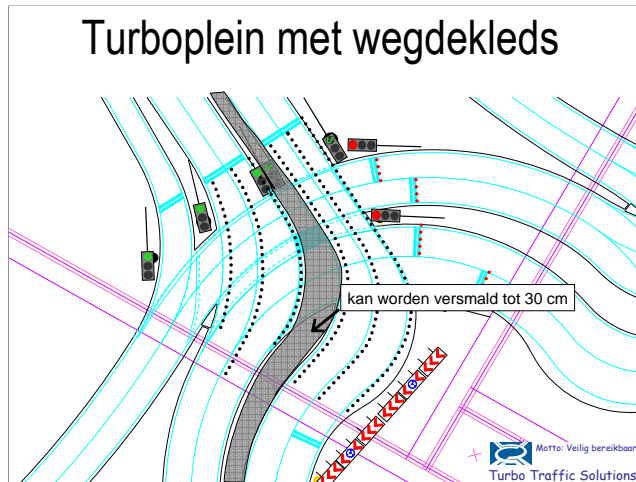 Turboplein met wegdekleds
kan worden versmald tot 30 cm
Motto: Veilig bereikbaar
Turbo Traffic Solutions